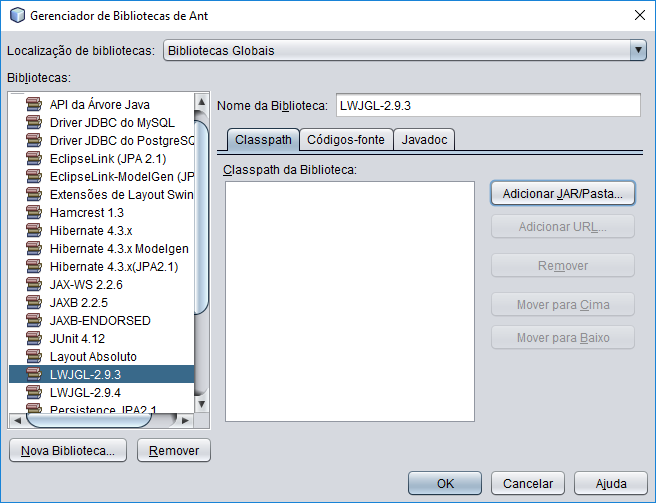 Gerenciador de Bibliotecas de Ant
Localização de bibliotecas: Bibliotecas Globais
Bibliotecas:
API da Árvore Java
Driver JDBC do MySQL
Driver JDBC do PostgreSQ
EclipseLink (JPA 2.1)
EclipseLink-ModelGen (JP
Extensões de Layout Swin
Hamcrest 1.3
Hibernate 4.3.x
Hibernate 4.3.x Modelgen
Hibernate 4.3.x(JPA2.1)
JAX-WS 2.2.6
JAXB 2.2.5
JAXB-ENDORSED
JUnit 4.12
Layout Absoluto
LWJGL-2.9.3
LWJGL-2.9.4
Persistence JPA2.1
Nova Biblioteca...
Remover
Nome da Biblioteca: LWJGL-2.9.3
Classpath Códigos-fonte Javadoc
Classpath da Biblioteca:
Adicionar JAR/Pasta...
Adicionar URL...
Remover
Mover para Cima
Mover para Baixo
OK Cancelar Ajuda